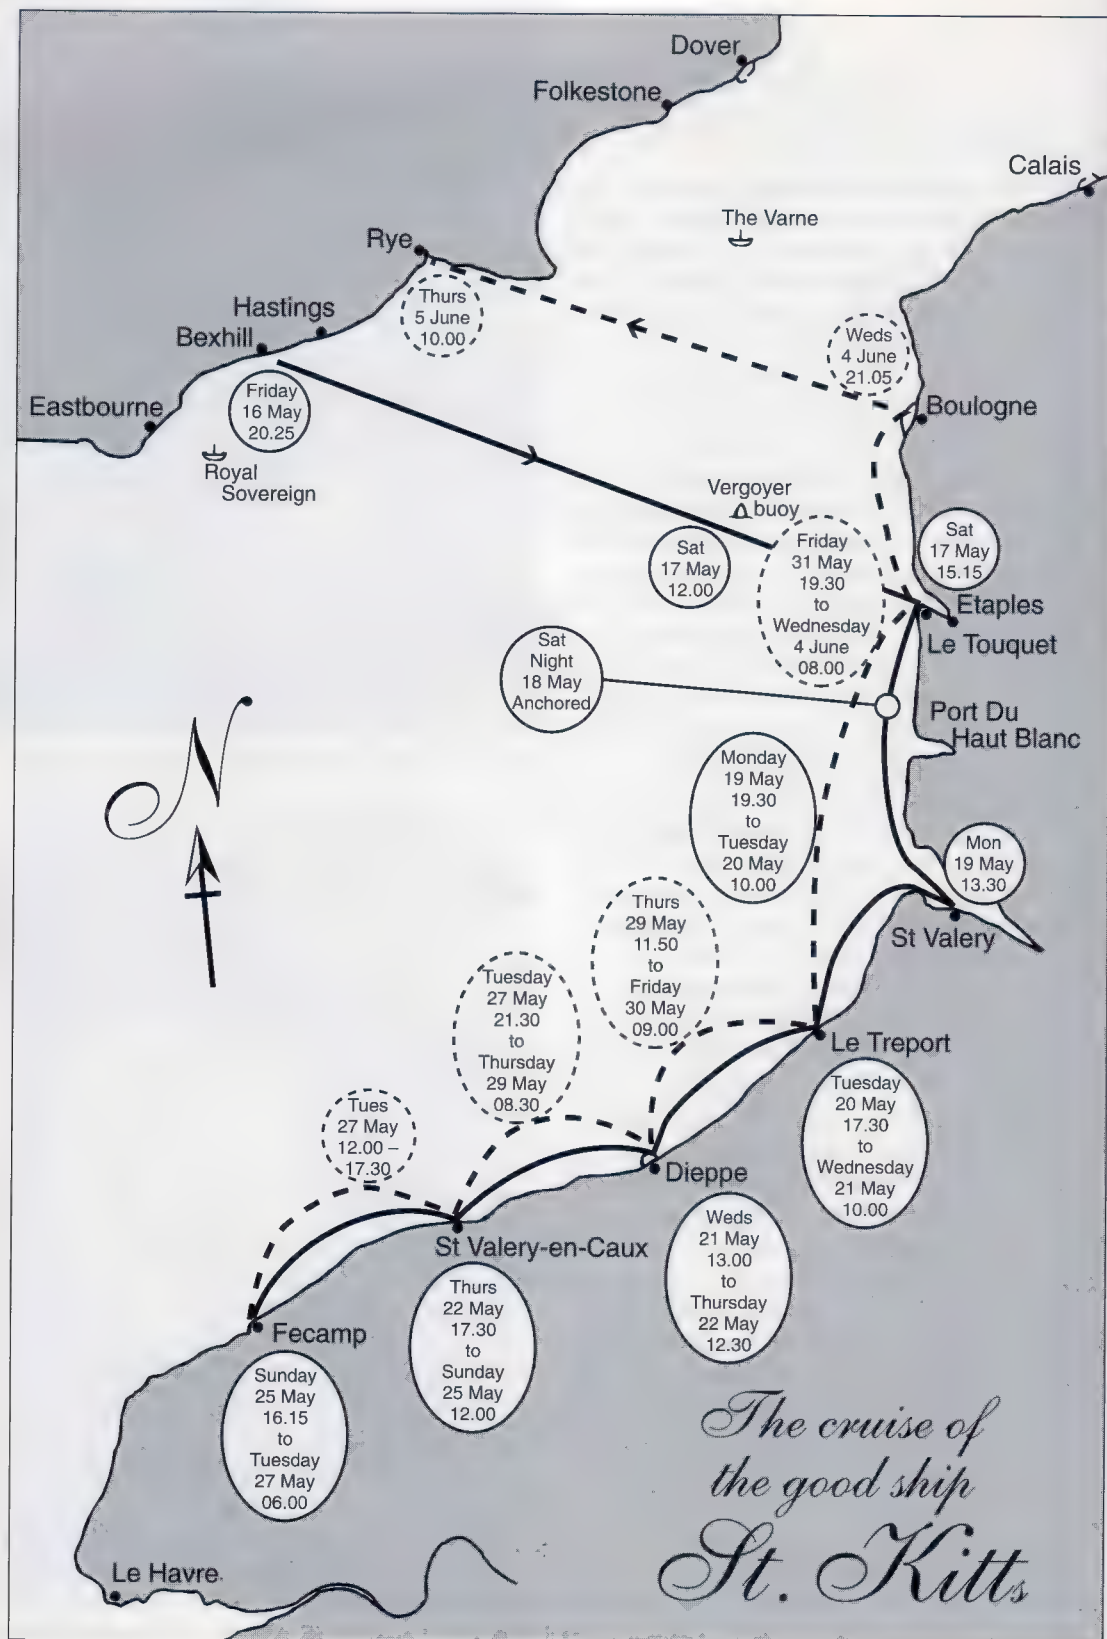 Dover
Folkestone
Calais
The Varne
Rye
Thurs
5 June
10.00
Hastings
Bexhill
Weds
4 June
21.05
Eastbourne
Friday
16 May
20.25
Boulogne
Royal
Sovereign
Vergoyer
buoy
Sat
17 May
12.00
Friday
31 May
19.30
to
Wednesday
4 June
08.00
Sat
17 May
15.15
Etaples
Le Touquet
Sat
Night
18 May
Anchored
Port Du
Haut Blanc
N
Monday
19 May
19.30
to
Tuesday
20 May
10.00
Mon
19 May
13.30
St Valery
Thurs
29 May
11.50
to
Friday
30 May
09.00
Tuesday
27 May
21.30
to
Thursday
29 May
08.30
Le Treport
Tuesday
20 May
17.30
to
Wednesday
21 May
10.00
Tues
27 May
12.00 –
17.30
Dieppe
Weds
21 May
13.00
to
Thursday
22 May
12.30
St Valery-en-Caux
Thurs
22 May
17.30
to
Sunday
25 May
12.00
Fecamp
Sunday
25 May
16.15
to
Tuesday
27 May
06.00
Le Havre
The cruise of
the good ship
St. Kitts